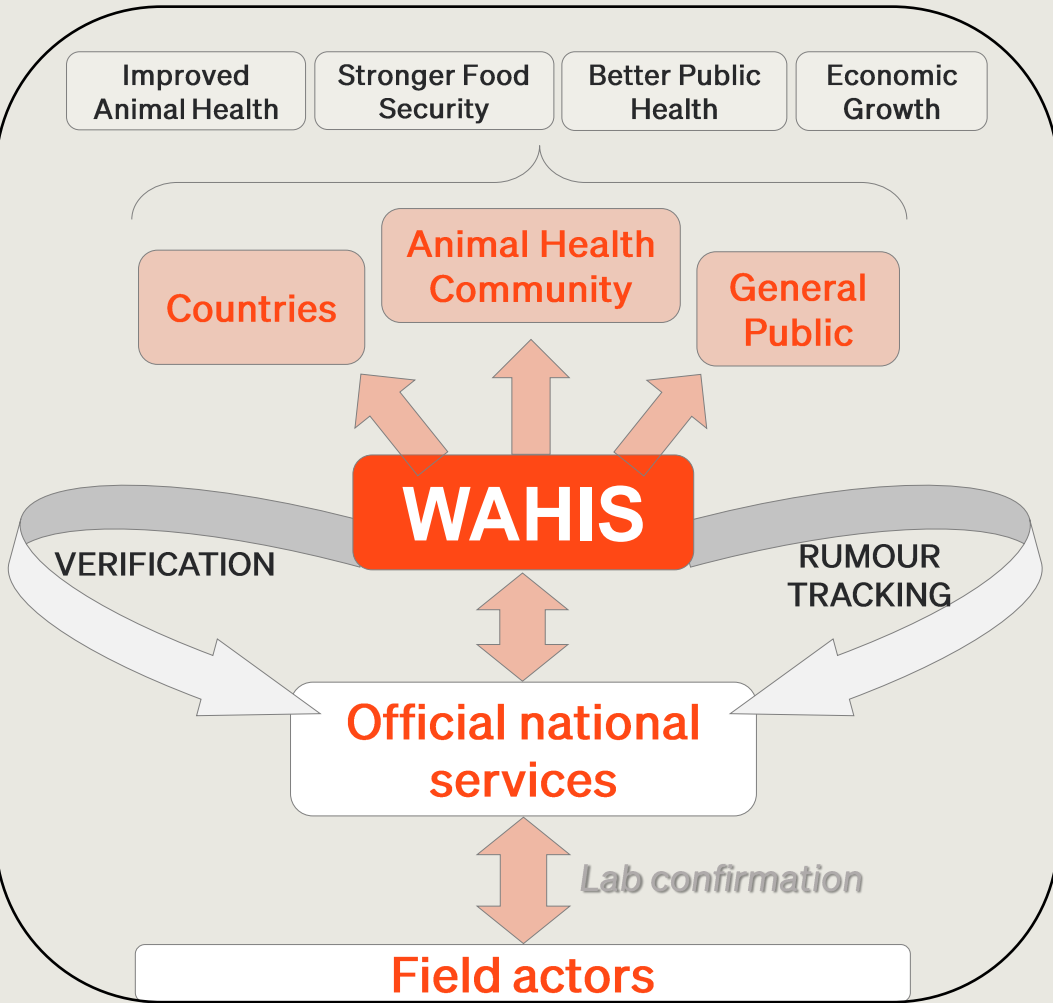 Improved
Animal Health
Stronger Food
Security
Better Public
Health
Economic
Growth
Countries
Animal Health
Community
General
Public
WAHIS
VERIFICATION
RUMOUR
TRACKING
Official national
services
Lab confirmation
Field actors